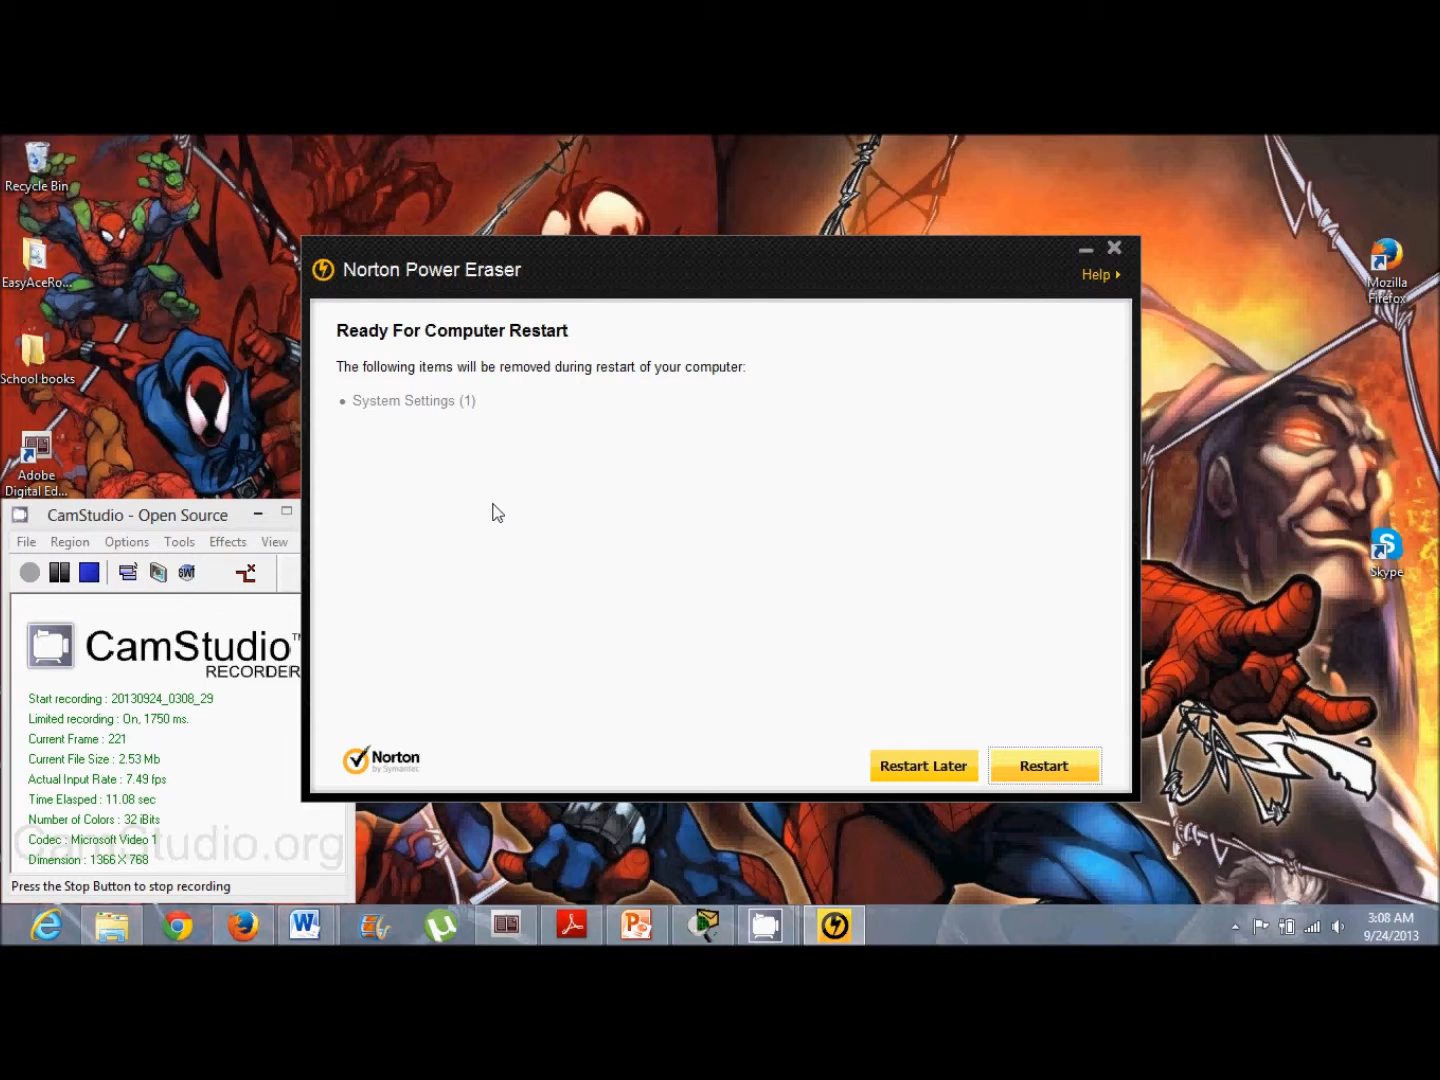 Recycle Bin
EasyAceRo...
School books
Adobe
Digital Ed...
Norton Power Eraser
Help
Ready For Computer Restart
The following items will be removed during restart of your computer:
• System Settings (1)
Norton
by Symantec
Restart Later
Restart
Mozilla
Firefox
Skype
CamStudio - Open Source
File Region Options Tools Effects View
SWF
CamStudio™
RECORDER
Start recording : 20130924_0308_29
Limited recording : On, 1750 ms.
Current Frame : 221
Current File Size : 2.53 Mb
Actual Input Rate : 7.49 fps
Time Elasped : 11.08 sec
Number of Colors : 32 iBits
Codec : Microsoft Video 1
Dimension : 1366 X 768
CamStudio.org
Press the Stop Button to stop recording
3:08 AM
9/24/2013